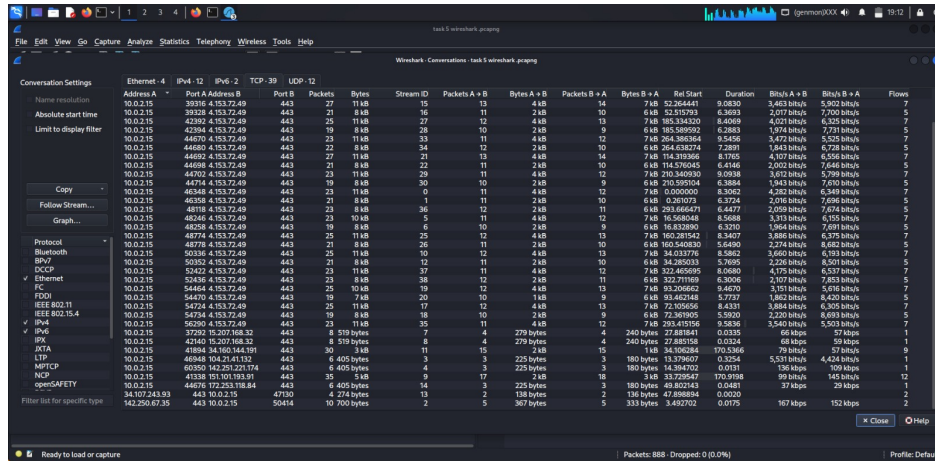 1 2 3 4
(genmon)XXX 19:12
task 5 wireshark .pcapng
File Edit View Go Capture Analyze Statistics Telephony Wireless Tools Help
Wireshark · Conversations · task 5 wireshark .pcapng
Conversation Settings
Name resolution
Absolute start time
Limit to display filter
Copy
Follow Stream...
Graph...
Protocol
Bluetooth
BPv7
DCCP
Ethernet
FC
FDDI
IEEE 802.11
IEEE 802.15.4
IPv4
IPv6
IPX
JXTA
LTP
MPTCP
NCP
openSAFETY
Filter list for specific type
Ethernet · 4 IPv4 · 12 IPv6 · 2 TCP · 39 UDP · 12
Address A Port A Address B Port B Packets Bytes Stream ID Packets A → B Bytes A → B Packets B → A Bytes B → A Rel Start Duration Bits/s A → B Bits/s B → A Flows
10.0.2.15 39316 4.153.72.49 443 27 11 kB 15 13 4 kB 14 7 kB 52.264441 9.0830 3,463 bits/s 5,902 bits/s 7
10.0.2.15 39328 4.153.72.49 443 21 8 kB 16 11 2 kB 10 6 kB 52.515793 6.3693 2,017 bits/s 7,700 bits/s 5
10.0.2.15 42392 4.153.72.49 443 25 11 kB 27 12 4 kB 13 7 kB 185.334320 8.4069 4,021 bits/s 6,325 bits/s 7
10.0.2.15 42394 4.153.72.49 443 19 8 kB 28 10 2 kB 9 6 kB 185.589592 6.2883 1,974 bits/s 7,731 bits/s 5
10.0.2.15 44670 4.153.72.49 443 23 11 kB 33 11 4 kB 12 7 kB 264.386364 9.5456 3,472 bits/s 5,525 bits/s 7
10.0.2.15 44680 4.153.72.49 443 22 8 kB 34 12 2 kB 10 6 kB 264.638274 7.2891 1,843 bits/s 6,728 bits/s 5
10.0.2.15 44692 4.153.72.49 443 27 11 kB 21 13 4 kB 14 7 kB 114.319366 8.1765 4,107 bits/s 6,556 bits/s 7
10.0.2.15 44698 4.153.72.49 443 21 8 kB 22 11 2 kB 10 6 kB 114.576045 6.4146 2,002 bits/s 7,646 bits/s 5
10.0.2.15 44702 4.153.72.49 443 23 11 kB 29 11 4 kB 12 7 kB 210.340930 9.0938 3,612 bits/s 5,799 bits/s 7
10.0.2.15 44714 4.153.72.49 443 19 8 kB 30 10 2 kB 9 6 kB 210.595104 6.3884 1,943 bits/s 7,610 bits/s 5
10.0.2.15 46348 4.153.72.49 443 23 11 kB 0 11 4 kB 12 7 kB 0.000000 8.3062 4,282 bits/s 6,349 bits/s 7
10.0.2.15 46358 4.153.72.49 443 21 8 kB 1 11 2 kB 10 6 kB 0.261073 6.3724 2,016 bits/s 7,696 bits/s 5
10.0.2.15 48118 4.153.72.49 443 23 8 kB 36 12 2 kB 11 6 kB 293.666471 6.4477 2,059 bits/s 7,674 bits/s 5
10.0.2.15 48246 4.153.72.49 443 23 10 kB 5 11 4 kB 12 7 kB 16.568048 8.5688 3,313 bits/s 6,155 bits/s 7
10.0.2.15 48258 4.153.72.49 443 19 8 kB 6 10 2 kB 9 6 kB 16.832890 6.3210 1,964 bits/s 7,691 bits/s 5
10.0.2.15 48774 4.153.72.49 443 25 11 kB 25 12 4 kB 13 7 kB 160.281542 8.3407 3,886 bits/s 6,375 bits/s 7
10.0.2.15 48778 4.153.72.49 443 21 8 kB 26 11 2 kB 10 6 kB 160.540830 5.6490 2,274 bits/s 8,682 bits/s 5
10.0.2.15 50336 4.153.72.49 443 25 11 kB 10 12 4 kB 13 7 kB 34.033776 8.5862 3,660 bits/s 6,193 bits/s 7
10.0.2.15 50352 4.153.72.49 443 21 8 kB 12 11 2 kB 10 6 kB 34.285033 5.7695 2,226 bits/s 8,501 bits/s 5
10.0.2.15 52422 4.153.72.49 443 23 11 kB 37 11 4 kB 12 7 kB 322.465695 8.0680 4,175 bits/s 6,537 bits/s 7
10.0.2.15 52436 4.153.72.49 443 23 8 kB 38 12 2 kB 11 6 kB 322.711169 6.3006 2,107 bits/s 7,853 bits/s 5
10.0.2.15 54464 4.153.72.49 443 25 10 kB 19 12 4 kB 13 7 kB 93.206662 9.4670 3,151 bits/s 5,616 bits/s 7
10.0.2.15 54470 4.153.72.49 443 19 7 kB 20 10 1 kB 9 6 kB 93.462148 5.7737 1,862 bits/s 8,420 bits/s 5
10.0.2.15 54724 4.153.72.49 443 25 11 kB 17 12 4 kB 13 7 kB 72.105656 8.4331 3,884 bits/s 6,305 bits/s 7
10.0.2.15 54734 4.153.72.49 443 19 8 kB 18 10 2 kB 9 6 kB 72.361905 5.5920 2,220 bits/s 8,693 bits/s 5
10.0.2.15 56290 4.153.72.49 443 23 11 kB 35 11 4 kB 12 7 kB 293.415156 9.5836 3,540 bits/s 5,503 bits/s 7
10.0.2.15 37292 15.207.168.32 443 8 519 bytes 7 4 279 bytes 4 240 bytes 27.881841 0.0335 66 kbps 57 kbps 1
10.0.2.15 42140 15.207.168.32 443 8 519 bytes 8 4 279 bytes 4 240 bytes 27.885158 0.0324 68 kbps 59 kbps 1
10.0.2.15 41894 34.160.144.191 443 30 3 kB 11 15 2 kB 15 1 kB 34.106284 170.5366 79 bits/s 57 bits/s 9
10.0.2.15 46948 104.21.41.132 443 6 405 bytes 3 3 225 bytes 3 180 bytes 13.379607 0.3254 5,531 bits/s 4,424 bits/s 1
10.0.2.15 60350 142.251.221.174 443 6 405 bytes 4 3 225 bytes 3 180 bytes 14.394702 0.0131 136 kbps 109 kbps 1
10.0.2.15 41338 151.101.193.91 443 35 5 kB 9 17 2 kB 18 3 kB 33.729547 170.9198 99 bits/s 145 bits/s 12
10.0.2.15 44676 172.253.118.84 443 6 405 bytes 14 3 225 bytes 3 180 bytes 49.802143 0.0481 37 kbps 29 kbps 1
34.107.243.93 443 10.0.2.15 47130 4 274 bytes 13 2 138 bytes 2 136 bytes 47.898894 0.0020 2
142.250.67.35 443 10.0.2.15 50414 10 700 bytes 2 5 367 bytes 5 333 bytes 3.492702 0.0175 167 kbps 152 kbps 2
Close Help
Ready to load or capture Packets: 888 · Dropped: 0 (0.0%) Profile: Defau